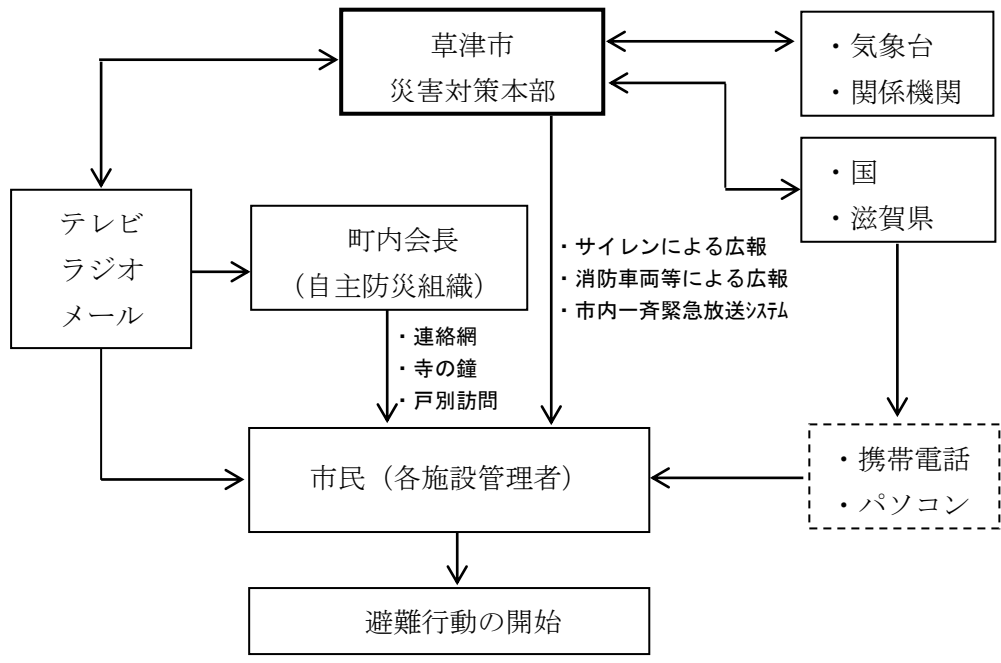 草津市
災害対策本部
・気象台
・関係機関
・国
・滋賀県
テレビ
ラジオ
メール
町内会長
（自主防災組織）
・サイレンによる広報
・消防車両等による広報
・市内一斉緊急放送ｼｽﾃﾑ
・連絡網
・寺の鐘
・戸別訪問
市民（各施設管理者）
・携帯電話
・パソコン
避難行動の開始